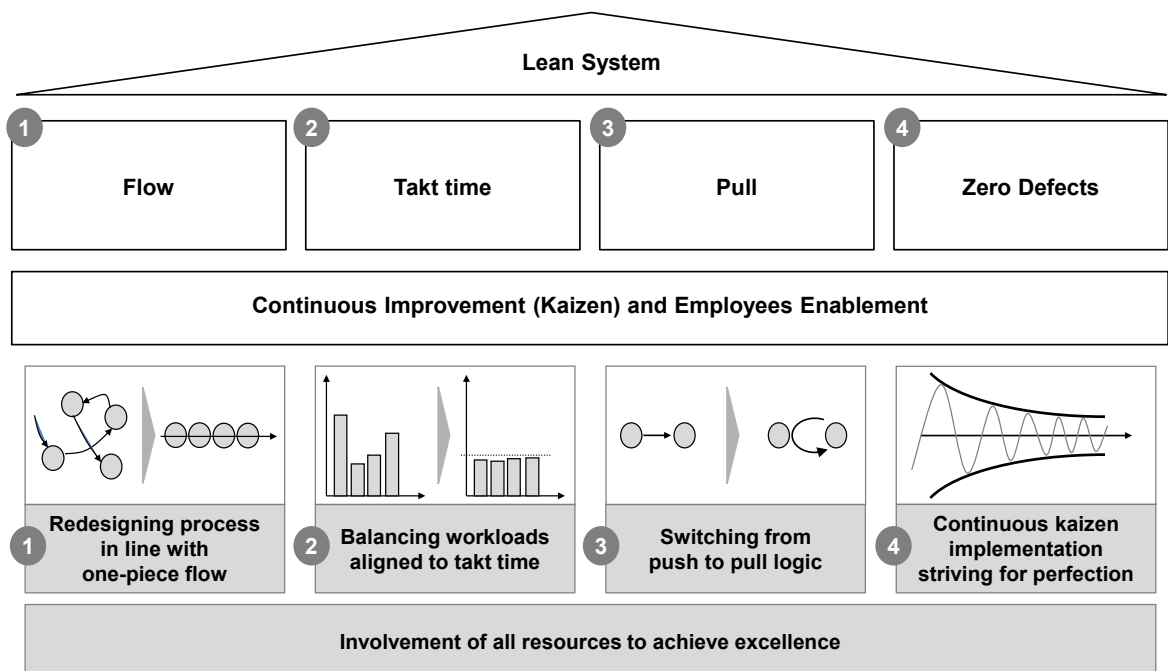 Lean System
1
2
3
4
Flow
Takt time
Pull
Zero Defects
Continuous Improvement (Kaizen) and Employees Enablement
1
Redesigning process
in line with
one-piece flow
2
Balancing workloads
aligned to takt time
3
Switching from
push to pull logic
4
Continuous kaizen
implementation
striving for perfection
Involvement of all resources to achieve excellence